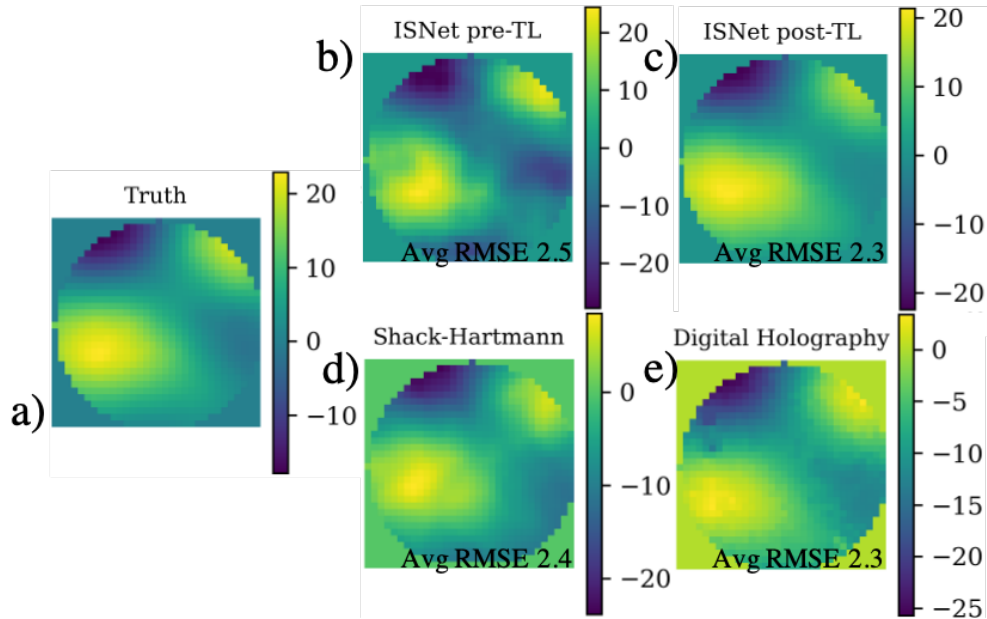 a)
Truth
20
10
0
−10
b)
ISNet pre-TL
20
10
0
−10
−20
Avg RMSE 2.5
c)
ISNet post-TL
20
10
0
−10
−20
Avg RMSE 2.3
d)
Shack-Hartmann
0
−10
−20
Avg RMSE 2.4
e)
Digital Holography
0
−5
−10
−15
−20
−25
Avg RMSE 2.3